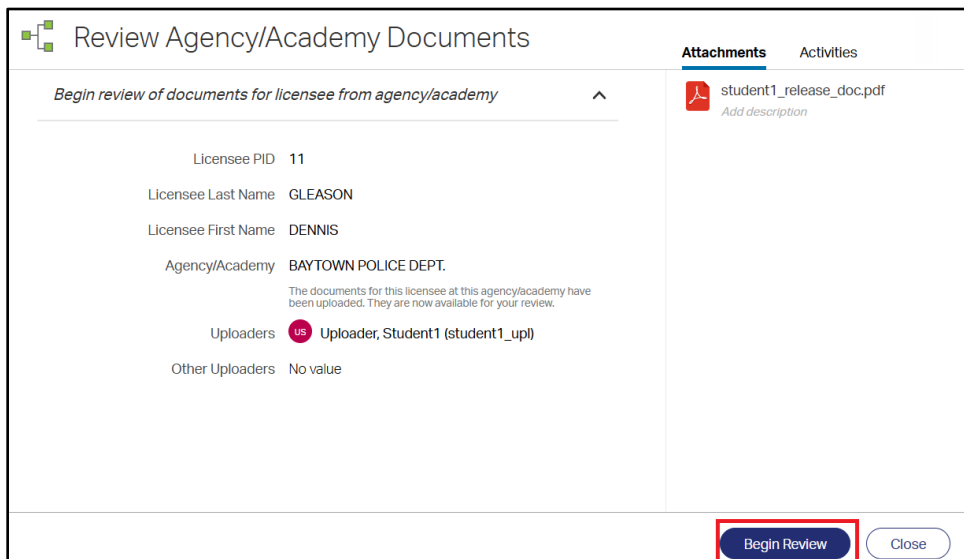 Review Agency/Academy Documents
Attachments Activities
Begin review of documents for licensee from agency/academy
student1_release_doc.pdf
Add description
Licensee PID 11
Licensee Last Name GLEASON
Licensee First Name DENNIS
Agency/Academy BAYTOWN POLICE DEPT.
The documents for this licensee at this agency/academy have
been uploaded. They are now available for your review.
Uploaders US Uploader, Student1 (student1_upl)
Other Uploaders No value
Begin Review Close